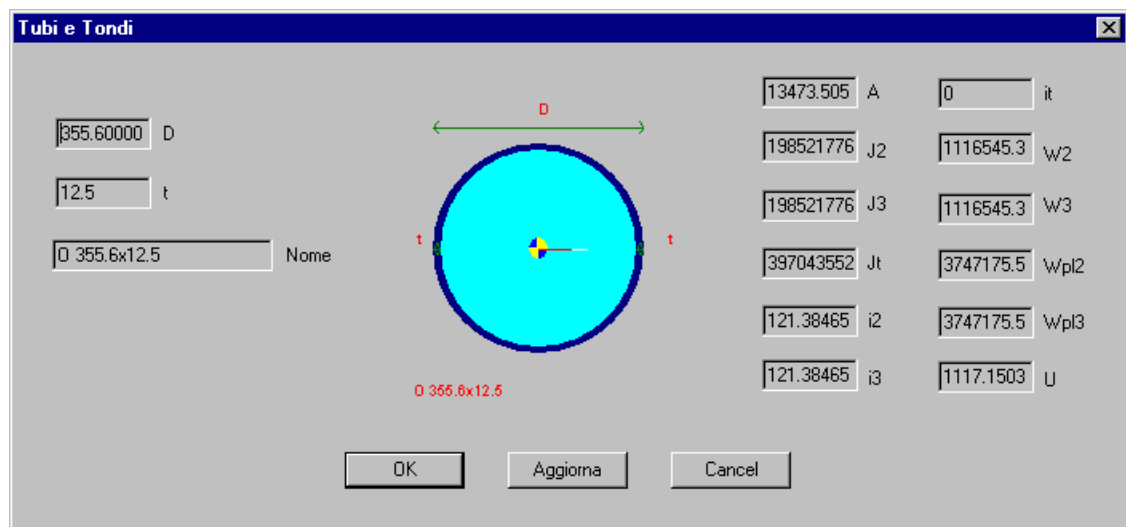 Tubi e Tondi
355.60000 D
12.5 t
0 355.6x12.5 Nome
D
t
t
0 355.6x12.5
13473.505 A
0 it
198521776 J2
1116545.3 W2
198521776 J3
1116545.3 W3
397043552 Jt
3747175.5 Wpl2
121.38465 i2
3747175.5 Wpl3
121.38465 i3
1117.1503 U
OK
Aggiorna
Cancel